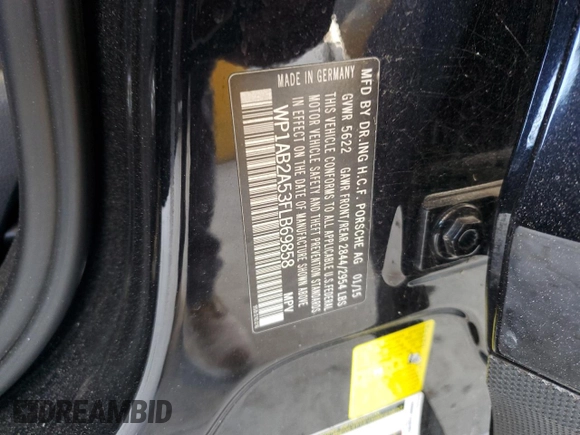 MFD BY DR.ING H.C.F. PORSCHE AG 01/15
GVWR 5622 GAWR FRONT/REAR 2844/2954 LBS
THIS VEHICLE CONFORMS TO ALL APPLICABLE U.S. FEDERAL
MOTOR VEHICLE SAFETY AND THEFT PREVENTION STANDARDS
IN EFFECT ON THE DATE OF MANUFACTURE SHOWN ABOVE
WP1AB2A53FLB69858 MPV
MADE IN GERMANY
DREAMBID